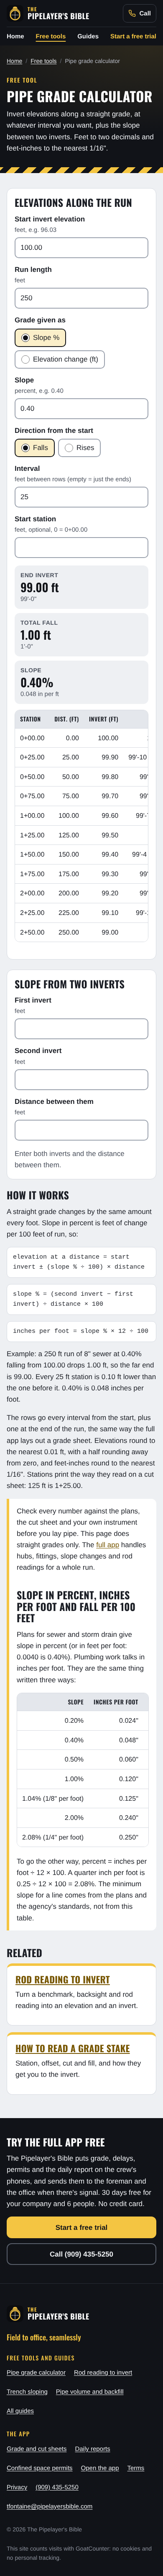 THE
PIPELAYER'S BIBLE
Call
Home
Free tools
Guides
Start a free trial
Home / Free tools / Pipe grade calculator
FREE TOOL
PIPE GRADE CALCULATOR
Invert elevations along a straight grade,
at whatever interval you want, plus the slope
between two inverts. Feet to two decimals
and feet-inches to the nearest 1/16".
ELEVATIONS ALONG THE RUN
Start invert elevation
feet, e.g. 96.03
100.00
Run length
feet
250
Grade given as
Slope %
Elevation change (ft)
Slope
percent, e.g. 0.40
0.40
Direction from the start
Falls
Rises
Interval
feet between rows (empty = just the ends)
25
Start station
feet, optional, 0 = 0+00.00
END INVERT
99.00 ft
99'-0"
TOTAL FALL
1.00 ft
1'-0"
SLOPE
0.40%
0.048 in per ft
STATION DIST. (FT) INVERT (FT)
0+00.00 0.00 100.00
0+25.00 25.00 99.90 99'-10
0+50.00 50.00 99.80 99'
0+75.00 75.00 99.70 99'
1+00.00 100.00 99.60 99'-
1+25.00 125.00 99.50
1+50.00 150.00 99.40 99'-4
1+75.00 175.00 99.30 99'
2+00.00 200.00 99.20 99'
2+25.00 225.00 99.10 99'-
2+50.00 250.00 99.00
SLOPE FROM TWO INVERTS
First invert
feet
Second invert
feet
Distance between them
feet
Enter both inverts and the distance
between them.
HOW IT WORKS
A straight grade changes by the same amount
every foot. Slope in percent is feet of change
per 100 feet of run, so:
elevation at a distance = start
invert ± (slope % ÷ 100) × distance
slope % = (second invert − first
invert) ÷ distance × 100
inches per foot = slope % × 12 ÷ 100
Example: a 250 ft run of 8" sewer at 0.40%
falling from 100.00 drops 1.00 ft, so the far end
is 99.00. Every 25 ft stop is 0.10 ft lower than
the one before it. 0.40% is 0.048 inches per
foot.
The rows step every interval from the start, plus
one at the end of the run, the same way the full
app lays out a grade sheet. Elevations round to
the nearest 0.01 ft, with a half rounding away
from zero, and feet-inches round to the nearest
1/16". Stations print the way they read on a cut
sheet: 125 ft is 1+25.00.
Check every number against the plans,
the cut sheet and your own instrument
before you lay pipe. This page does
straight grades only. The full app handles
hubs, fittings, slope changes and rod
readings for a whole run.
SLOPE IN PERCENT, INCHES
PER FOOT AND FALL PER 100
FEET
Plans for sewer and storm drain give
slope in percent (or in feet per foot:
0.0040 is 0.40%). Plumbing work talks in
inches per foot. They are the same thing
written three ways:
SLOPE INCHES PER FOOT
0.20% 0.024"
0.40% 0.048"
0.50% 0.060"
1.00% 0.120"
1.04% (1/8" per foot) 0.125"
2.00% 0.240"
2.08% (1/4" per foot) 0.250"
To go the other way, percent = inches per
foot ÷ 12 × 100. A quarter inch per foot is
0.25 ÷ 12 × 100 = 2.08%. The minimum
slope for a line comes from the plans and
the agency's standards, not from this
table.
RELATED
ROD READING TO INVERT
Turn a benchmark, backsight and rod
reading into an elevation and an invert.
HOW TO READ A GRADE STAKE
Station, offset, cut and fill, and how they
get you to the invert.
TRY THE FULL APP FREE
The Pipelayer's Bible puts grade, delays,
permits and the daily report on the crew's
phones, and sends them to the foreman and
the office when there's signal. 30 days free for
your company and 6 people. No credit card.
Start a free trial
Call (909) 435-5250
THE
PIPELAYER'S BIBLE
Field to office, seamlessly
FREE TOOLS AND GUIDES
Pipe grade calculator
Rod reading to invert
Trench sloping
Pipe volume and backfill
All guides
THE APP
Grade and cut sheets
Daily reports
Confined space permits
Open the app
Terms
Privacy
(909) 435-5250
tfontaine@pipelayersbible.com
© 2026 The Pipelayer's Bible
This site counts visits with GoatCounter: no cookies and
no personal tracking.